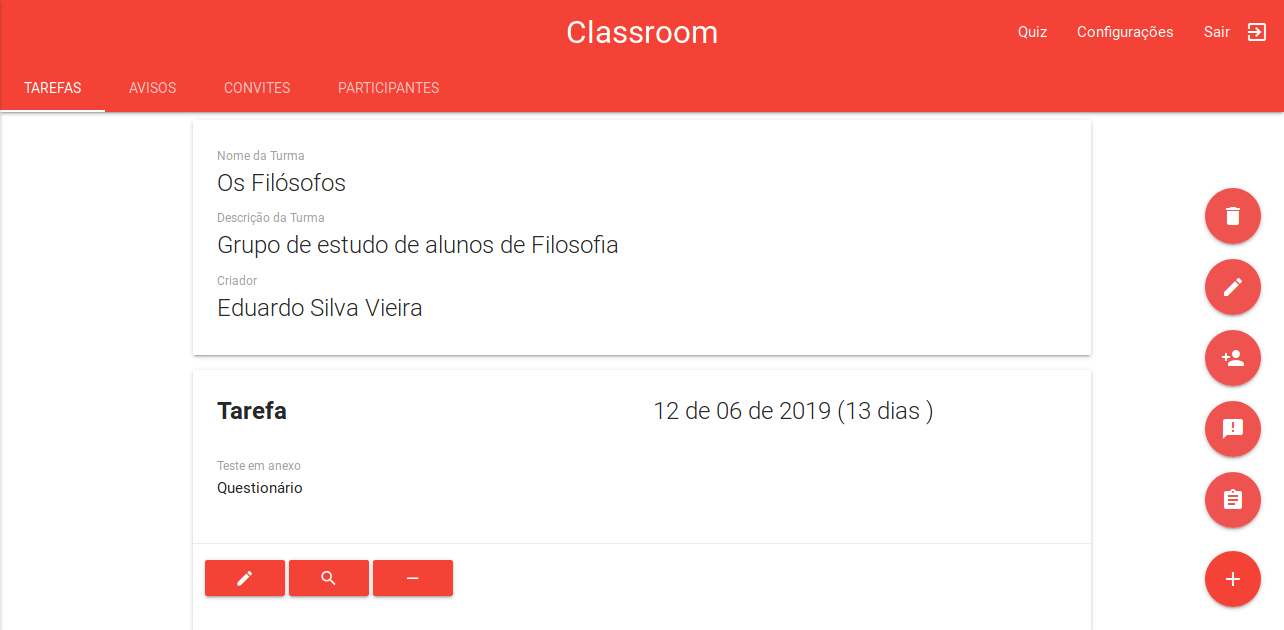 Classroom
Quiz Configurações Sair
TAREFAS AVISOS CONVITES PARTICIPANTES
Nome da Turma
Os Filósofos
Descrição da Turma
Grupo de estudo de alunos de Filosofia
Criador
Eduardo Silva Vieira
Tarefa 12 de 06 de 2019 (13 dias )
Teste em anexo
Questionário